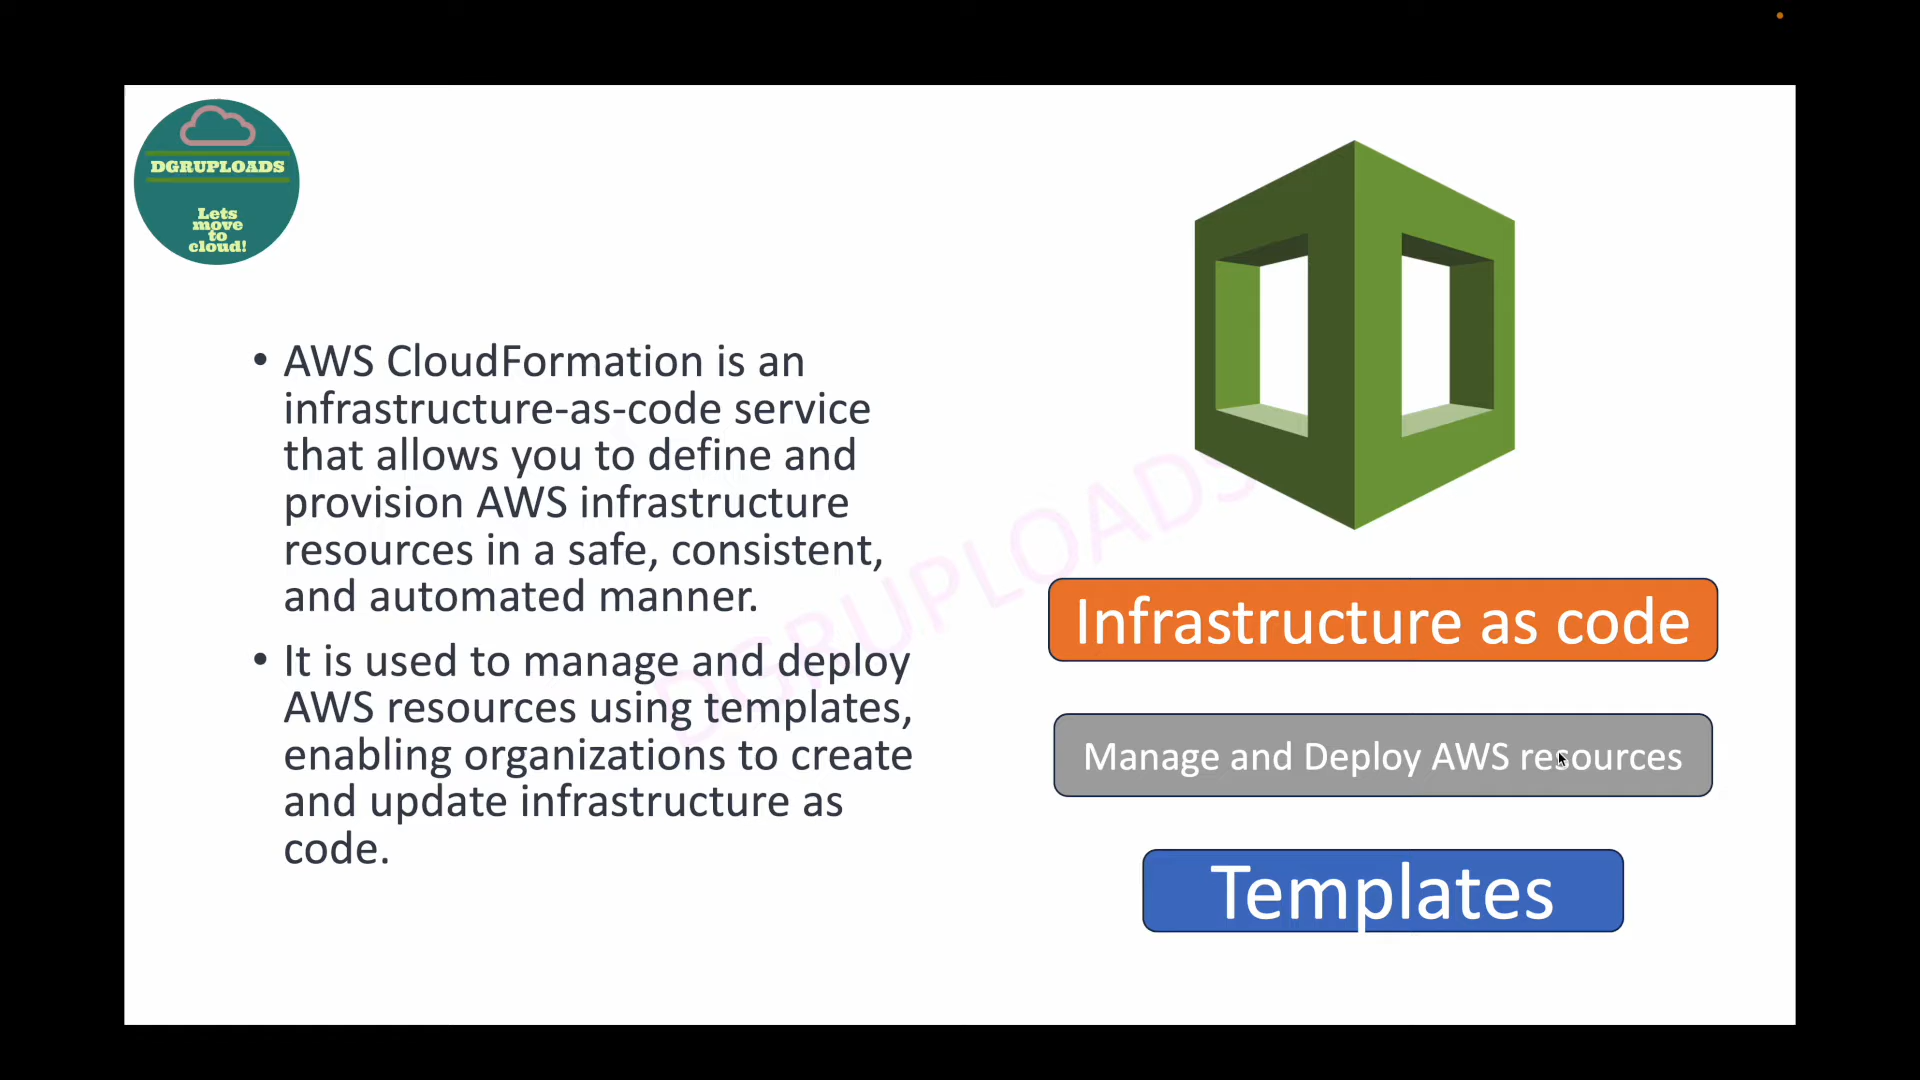 DGRUPLOADS
Lets
move
to
cloud!
• AWS CloudFormation is an
infrastructure-as-code service
that allows you to define and
provision AWS infrastructure
resources in a safe, consistent,
and automated manner.
• It is used to manage and deploy
AWS resources using templates,
enabling organizations to create
and update infrastructure as
code.
DGRUPLOADS
Infrastructure as code
Manage and Deploy AWS resources
Templates